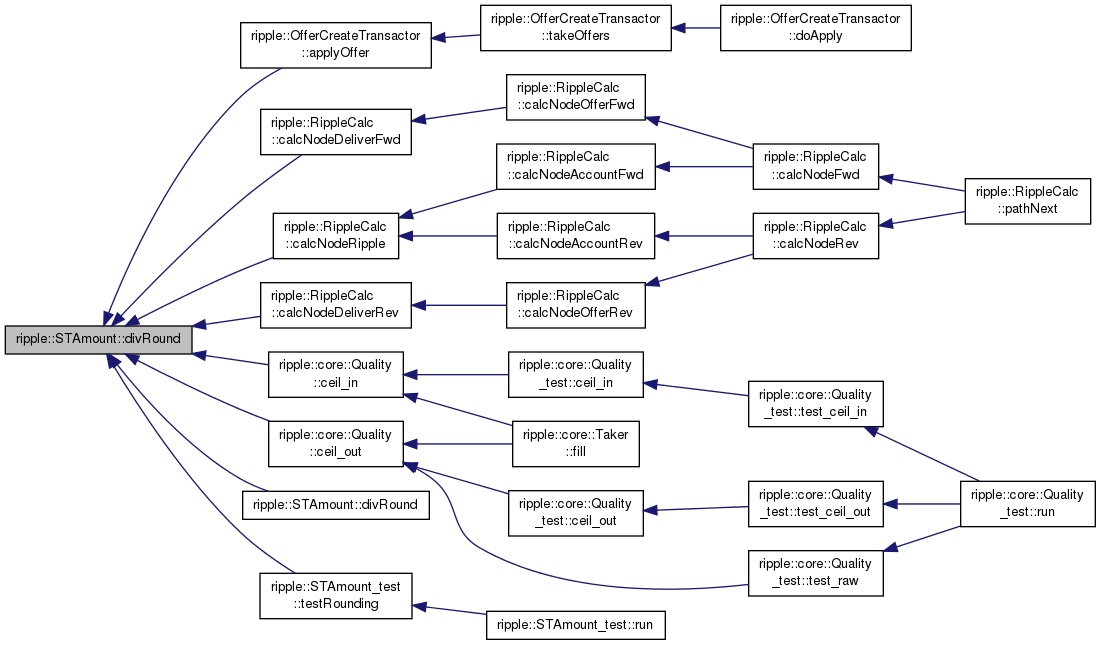 ripple::OfferCreateTransactor
::applyOffer
ripple::OfferCreateTransactor
::takeOffers
ripple::OfferCreateTransactor
::doApply
ripple::RippleCalc
::calcNodeDeliverFwd
ripple::RippleCalc
::calcNodeOfferFwd
ripple::RippleCalc
::calcNodeAccountFwd
ripple::RippleCalc
::calcNodeFwd
ripple::RippleCalc
::pathNext
ripple::RippleCalc
::calcNodeRipple
ripple::RippleCalc
::calcNodeAccountRev
ripple::RippleCalc
::calcNodeRev
ripple::RippleCalc
::calcNodeDeliverRev
ripple::RippleCalc
::calcNodeOfferRev
ripple::STAmount::divRound
ripple::core::Quality
::ceil_in
ripple::core::Quality
_test::ceil_in
ripple::core::Quality
_test::test_ceil_in
ripple::core::Quality
::ceil_out
ripple::core::Taker
::fill
ripple::STAmount::divRound
ripple::core::Quality
_test::ceil_out
ripple::core::Quality
_test::test_ceil_out
ripple::core::Quality
_test::run
ripple::core::Quality
_test::test_raw
ripple::STAmount_test
::testRounding
ripple::STAmount_test::run